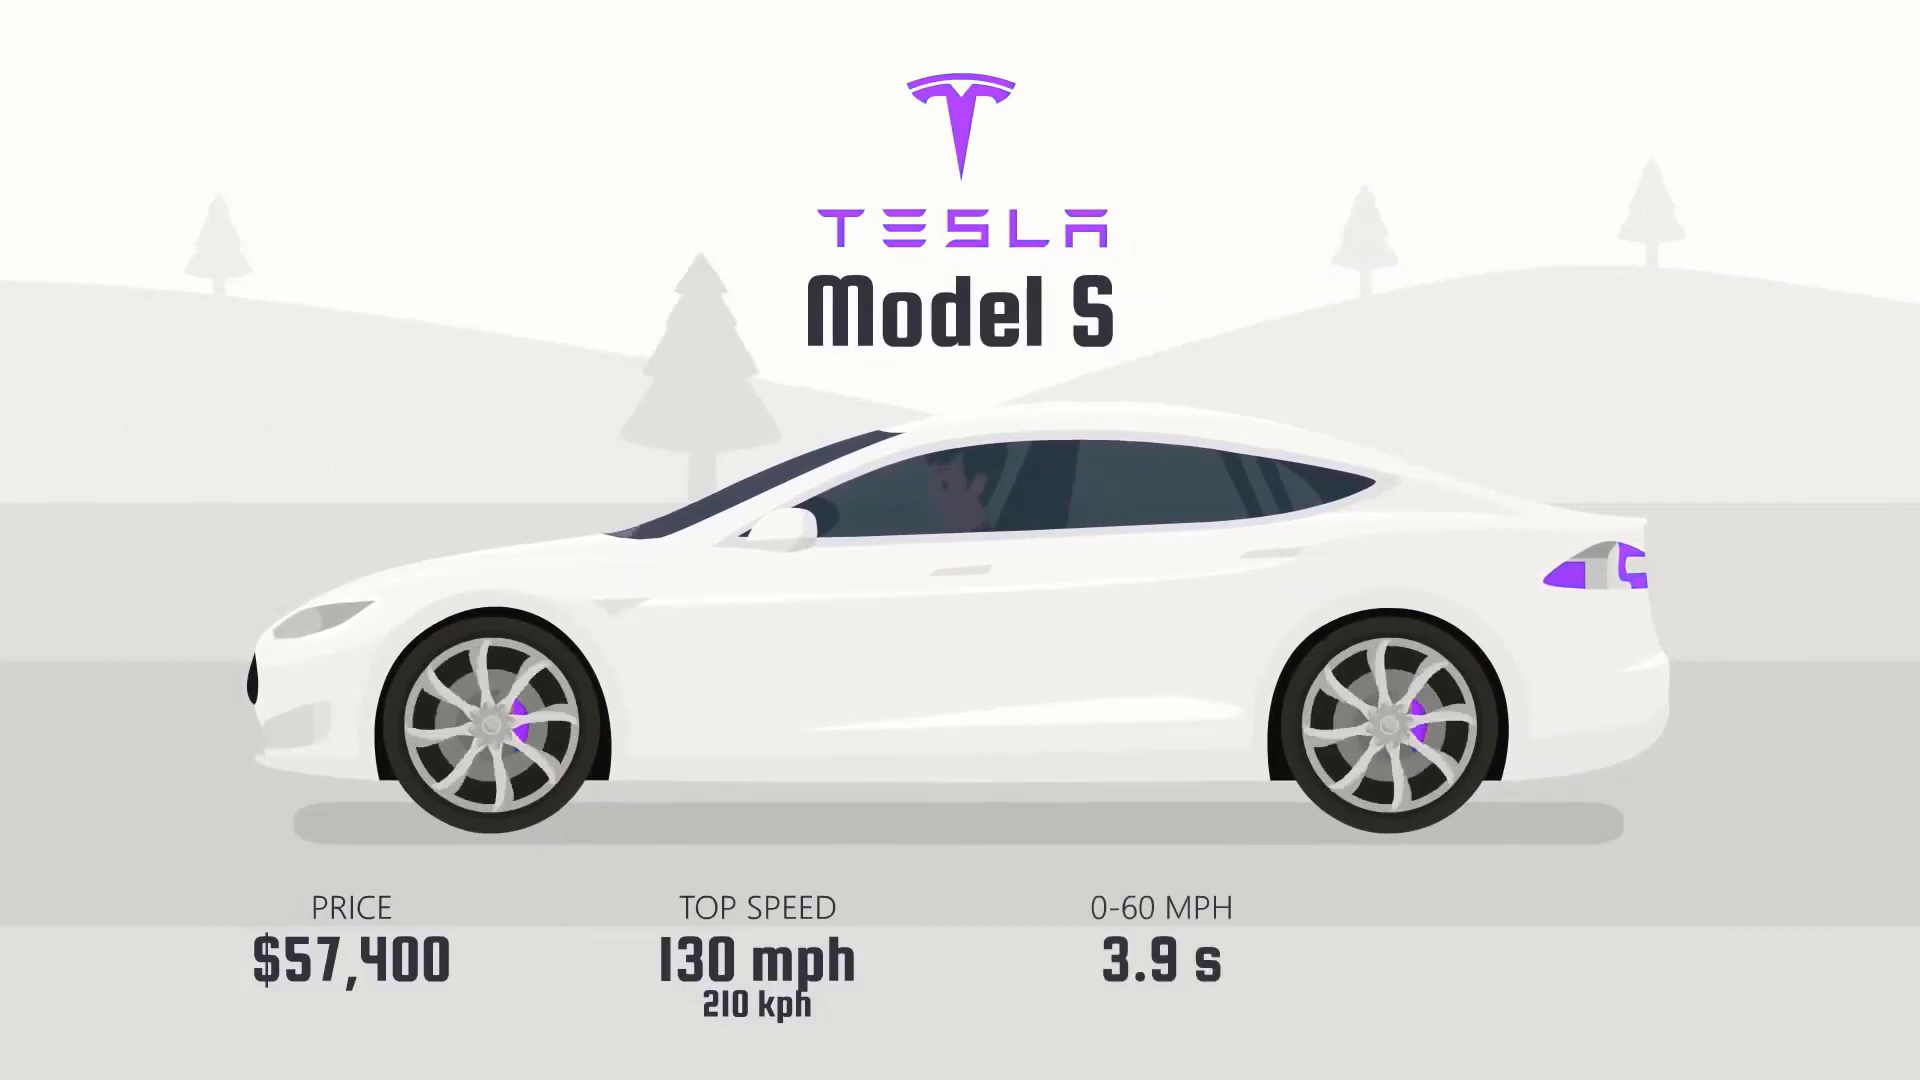 TESLA
Model S
PRICE
$57,400
TOP SPEED
130 mph
210 kph
0-60 MPH
3.9 s